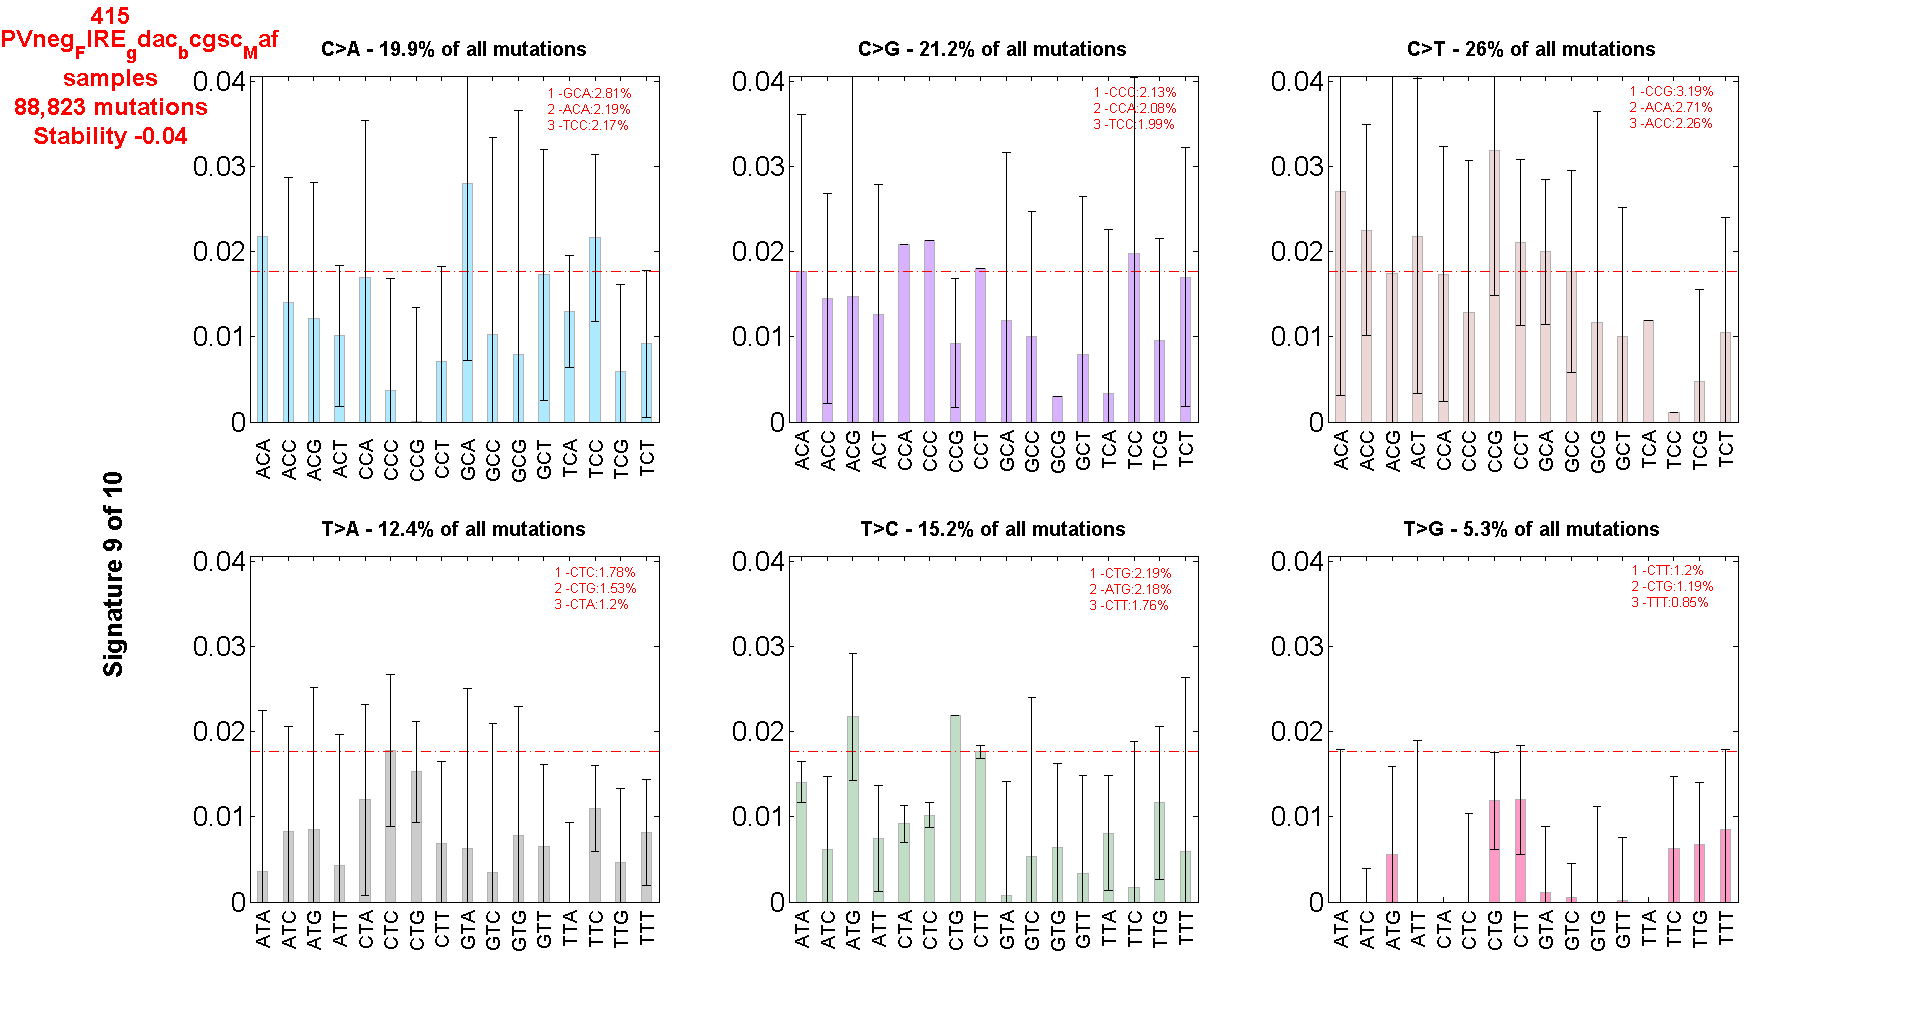 415
PVneg_FIRE_gdac_bcgsc_Maf
samples
88,823 mutations
Stability -0.04
Signature 9 of 10
C>A - 19.9% of all mutations
1 -GCA:2.81%
2 -ACA:2.19%
3 -TCC:2.17%
0.04
0.03
0.02
0.01
0
ACA ACC ACG ACT CCA CCC CCG CCT GCA GCC GCG GCT TCA TCC TCG TCT
C>G - 21.2% of all mutations
1 -CCC:2.13%
2 -CCA:2.08%
3 -TCC:1.99%
0.04
0.03
0.02
0.01
0
ACA ACC ACG ACT CCA CCC CCG CCT GCA GCC GCG GCT TCA TCC TCG TCT
C>T - 26% of all mutations
1 -CCG:3.19%
2 -ACA:2.71%
3 -ACC:2.26%
0.04
0.03
0.02
0.01
0
ACA ACC ACG ACT CCA CCC CCG CCT GCA GCC GCG GCT TCA TCC TCG TCT
T>A - 12.4% of all mutations
1 -CTC:1.78%
2 -CTG:1.53%
3 -CTA:1.2%
0.04
0.03
0.02
0.01
0
ATA ATC ATG ATT CTA CTC CTG CTT GTA GTC GTG GTT TTA TTC TTG TTT
T>C - 15.2% of all mutations
1 -CTG:2.19%
2 -ATG:2.18%
3 -CTT:1.76%
0.04
0.03
0.02
0.01
0
ATA ATC ATG ATT CTA CTC CTG CTT GTA GTC GTG GTT TTA TTC TTG TTT
T>G - 5.3% of all mutations
1 -CTT:1.2%
2 -CTG:1.19%
3 -TTT:0.85%
0.04
0.03
0.02
0.01
0
ATA ATC ATG ATT CTA CTC CTG CTT GTA GTC GTG GTT TTA TTC TTG TTT